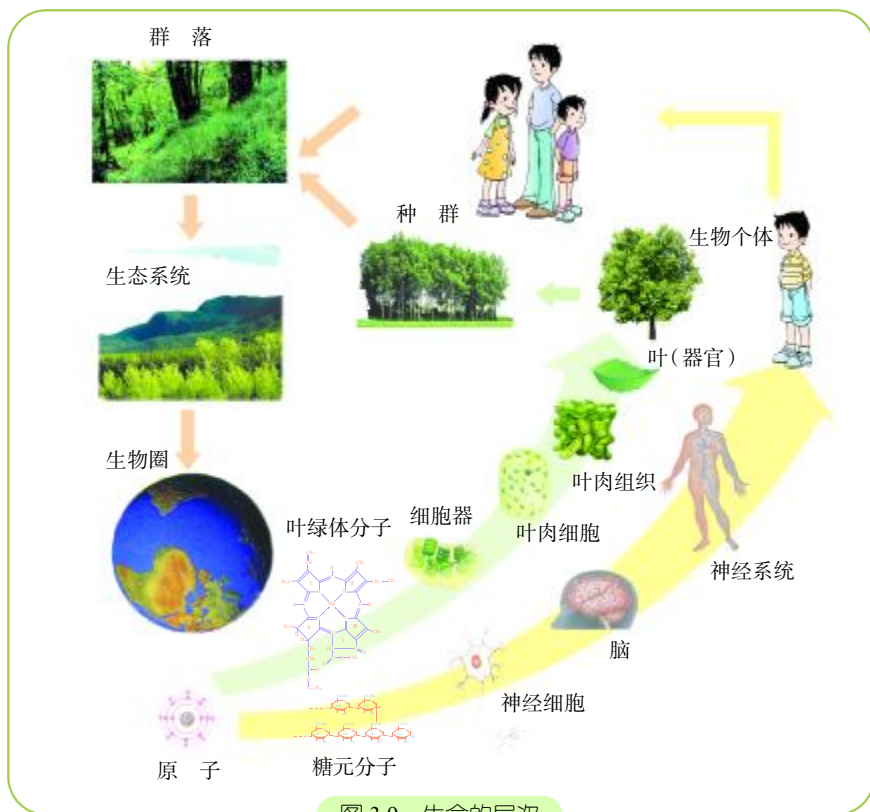 群 落
种 群
生物个体
生态系统
叶(器官)
生物圈
叶肉组织
细胞器
叶绿体分子
叶肉细胞
神经系统
脑
神经细胞
原 子
糖元分子